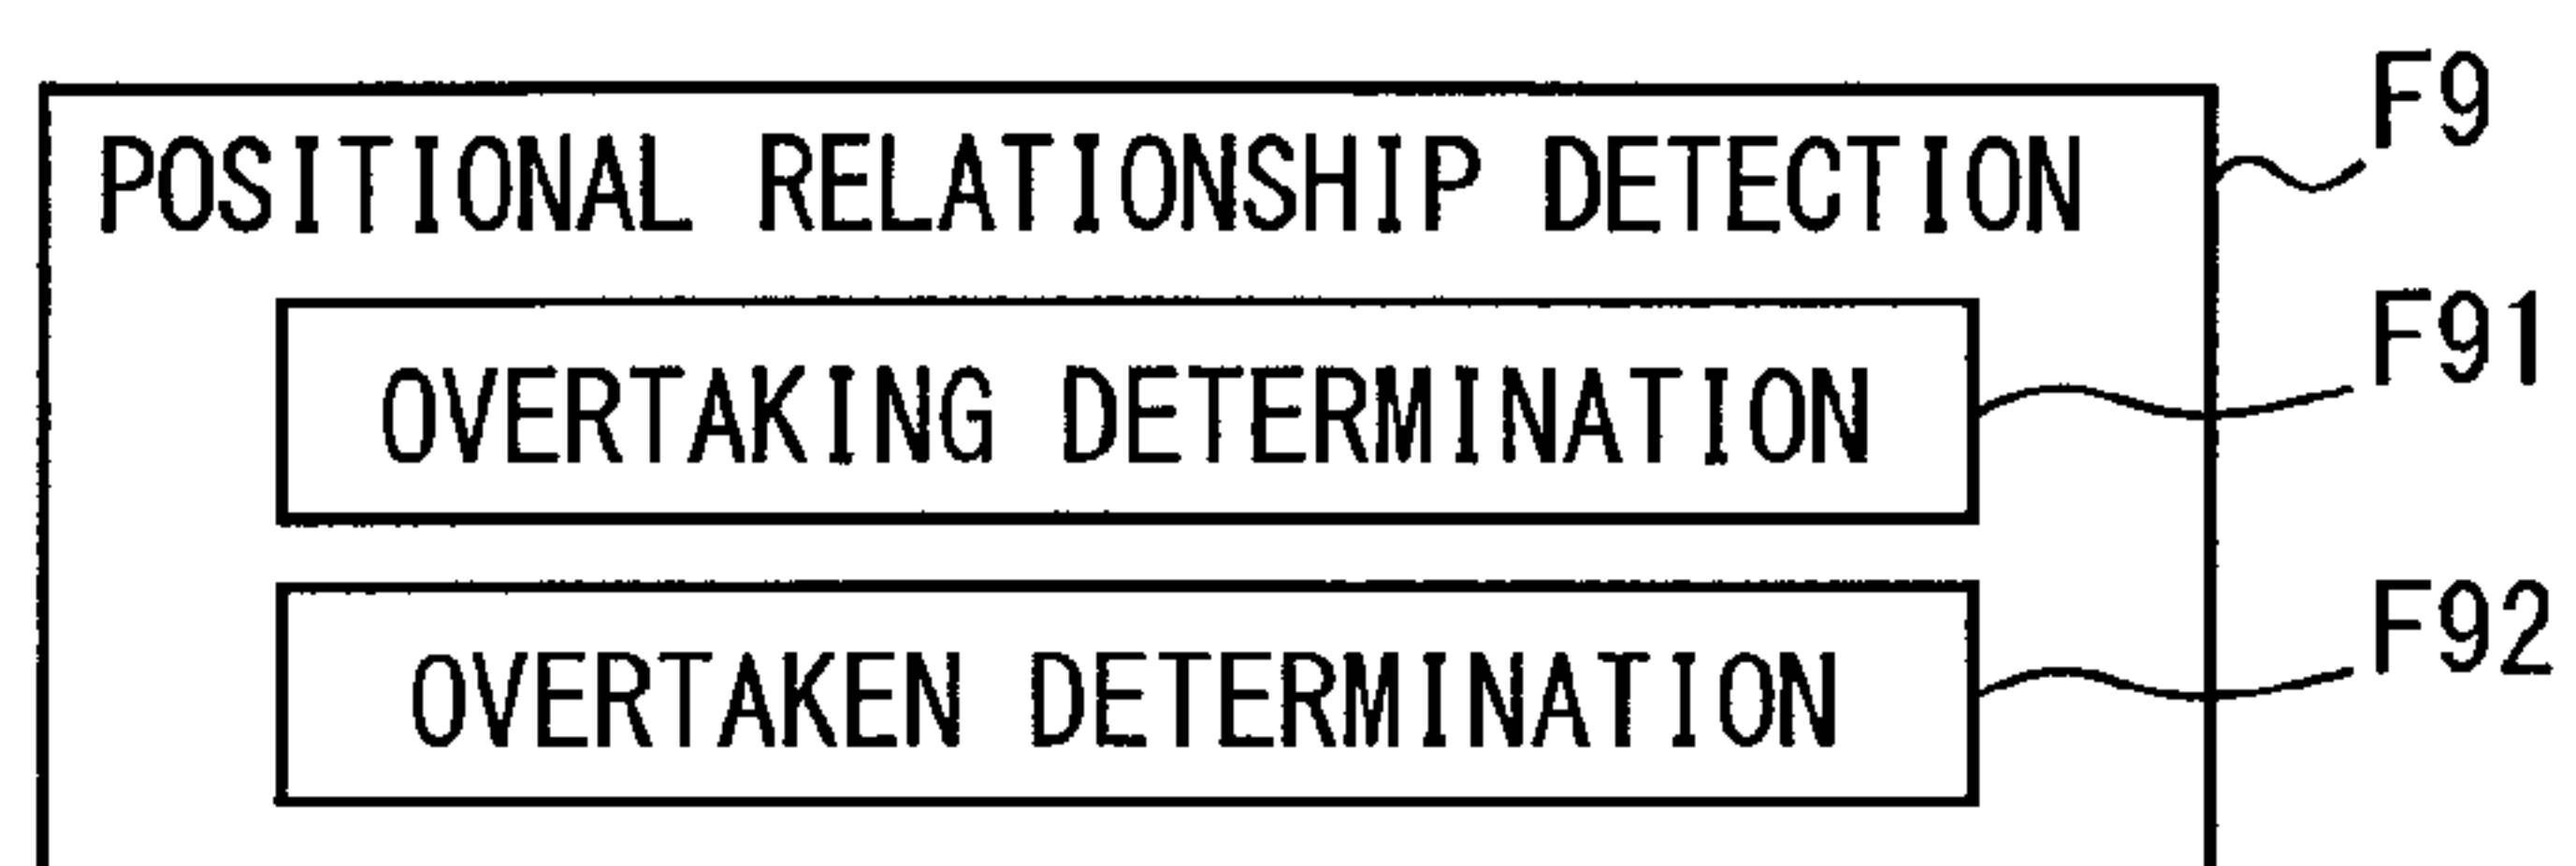 F9
POSITIONAL RELATIONSHIP DETECTION
F91
OVERTAKING DETERMINATION
F92
OVERTAKEN DETERMINATION